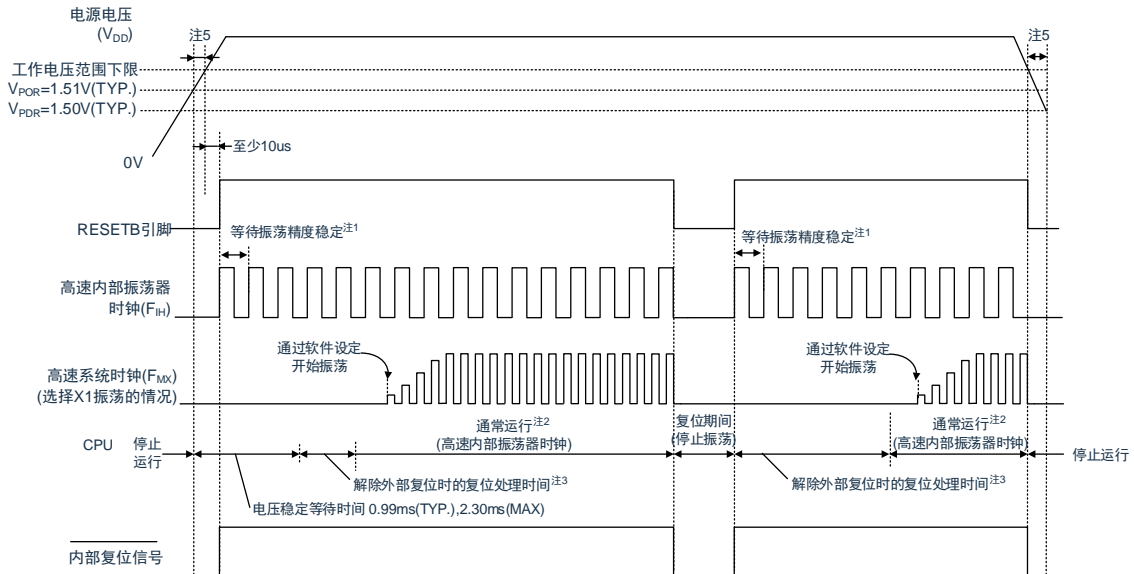 电源电压
(VDD)
注5
注5
工作电压范围下限
VPOR=1.51V(TYP.)
VPDR=1.50V(TYP.)
0V
至少10us
RESETB引脚
等待振荡精度稳定注1
等待振荡精度稳定注1
高速内部振荡器
时钟(FIH)
通过软件设定
开始振荡
通过软件设定
开始振荡
高速系统时钟(FMX)
(选择X1振荡的情况)
通常运行注2
(高速内部振荡器时钟)
复位期间
(停止振荡)
通常运行注2
(高速内部振荡器时钟)
CPU
停止
运行
停止运行
解除外部复位时的复位处理时间注3
解除外部复位时的复位处理时间注3
电压稳定等待时间 0.99ms(TYP.),2.30ms(MAX)
内部复位信号